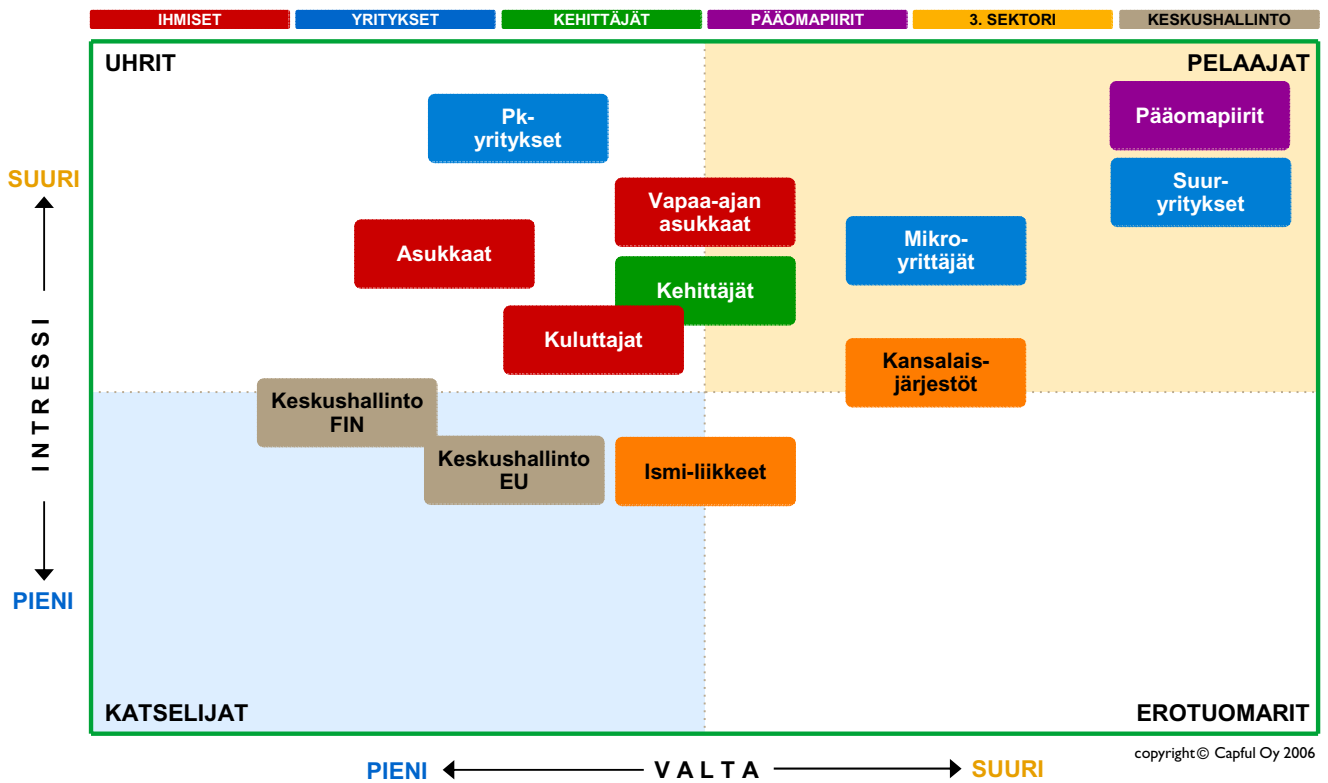 IHMISET
YRITYKSET
KEHITTÄJÄT
PÄÄOMAPIIRIT
3. SEKTORI
KESKUSHALLINTO
UHRIT
PELAAJAT
Pk-
yritykset
Pääomapiirit
SUURI
Vapaa-ajan
asukkaat
Suur-
yritykset
Asukkaat
Mikro-
yrittäjät
Kehittäjät
Kuluttajat
Kansalais-
järjestöt
INTRESSI
Keskushallinto
FIN
Keskushallinto
EU
Ismi-liikkeet
PIENI
KATSELIJAT
EROTUOMARIT
PIENI
VALTA
SUURI
copyright© Capful Oy 2006